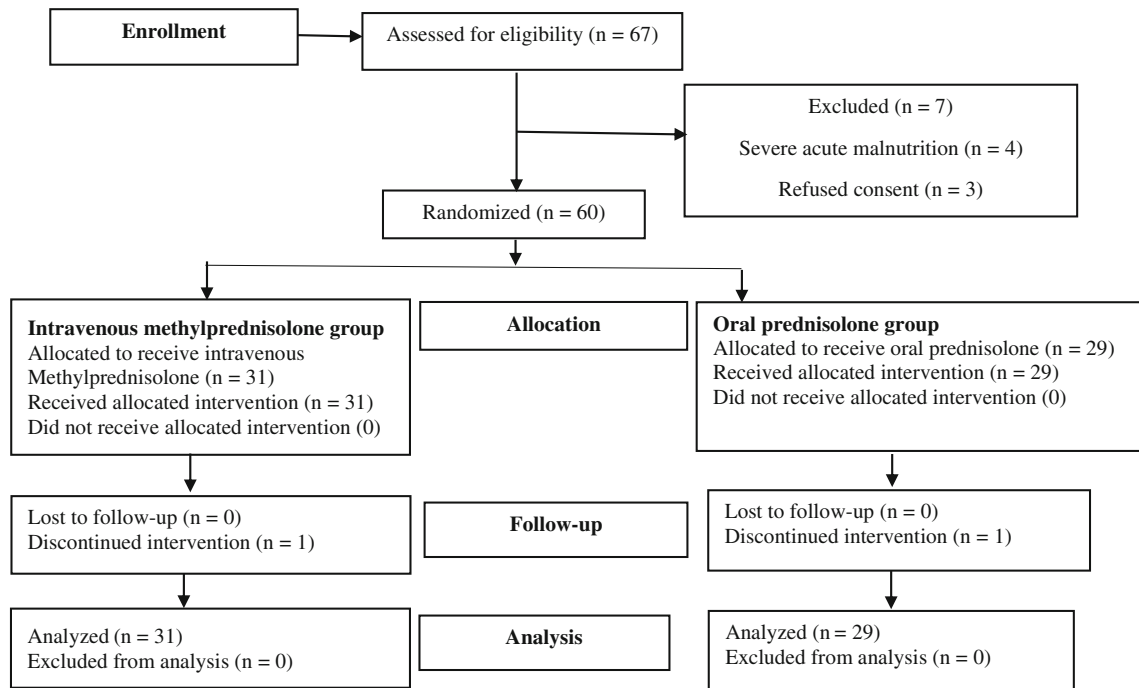 Enrollment
Assessed for eligibility (n = 67)
Excluded (n = 7)
Severe acute malnutrition (n = 4)
Refused consent (n = 3)
Randomized (n = 60)
Intravenous methylprednisolone group
Allocated to receive intravenous
Methylprednisolone (n = 31)
Received allocated intervention (n = 31)
Did not receive allocated intervention (0)
Allocation
Oral prednisolone group
Allocated to receive oral prednisolone (n = 29)
Received allocated intervention (n = 29)
Did not receive allocated intervention (0)
Lost to follow-up (n = 0)
Discontinued intervention (n = 1)
Follow-up
Lost to follow-up (n = 0)
Discontinued intervention (n = 1)
Analyzed (n = 31)
Excluded from analysis (n = 0)
Analysis
Analyzed (n = 29)
Excluded from analysis (n = 0)